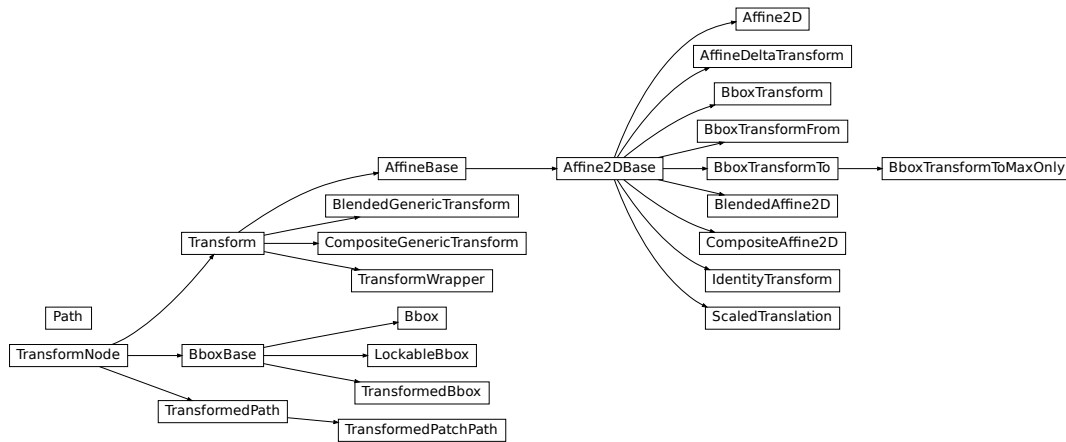 Affine2D
AffineDeltaTransform
BboxTransform
BboxTransformFrom
AffineBase
Affine2DBase
BboxTransformTo
BboxTransformToMaxOnly
BlendedGenericTransform
BlendedAffine2D
Transform
CompositeGenericTransform
CompositeAffine2D
TransformWrapper
IdentityTransform
Path
Bbox
ScaledTranslation
TransformNode
BboxBase
LockableBbox
TransformedBbox
TransformedPath
TransformedPatchPath